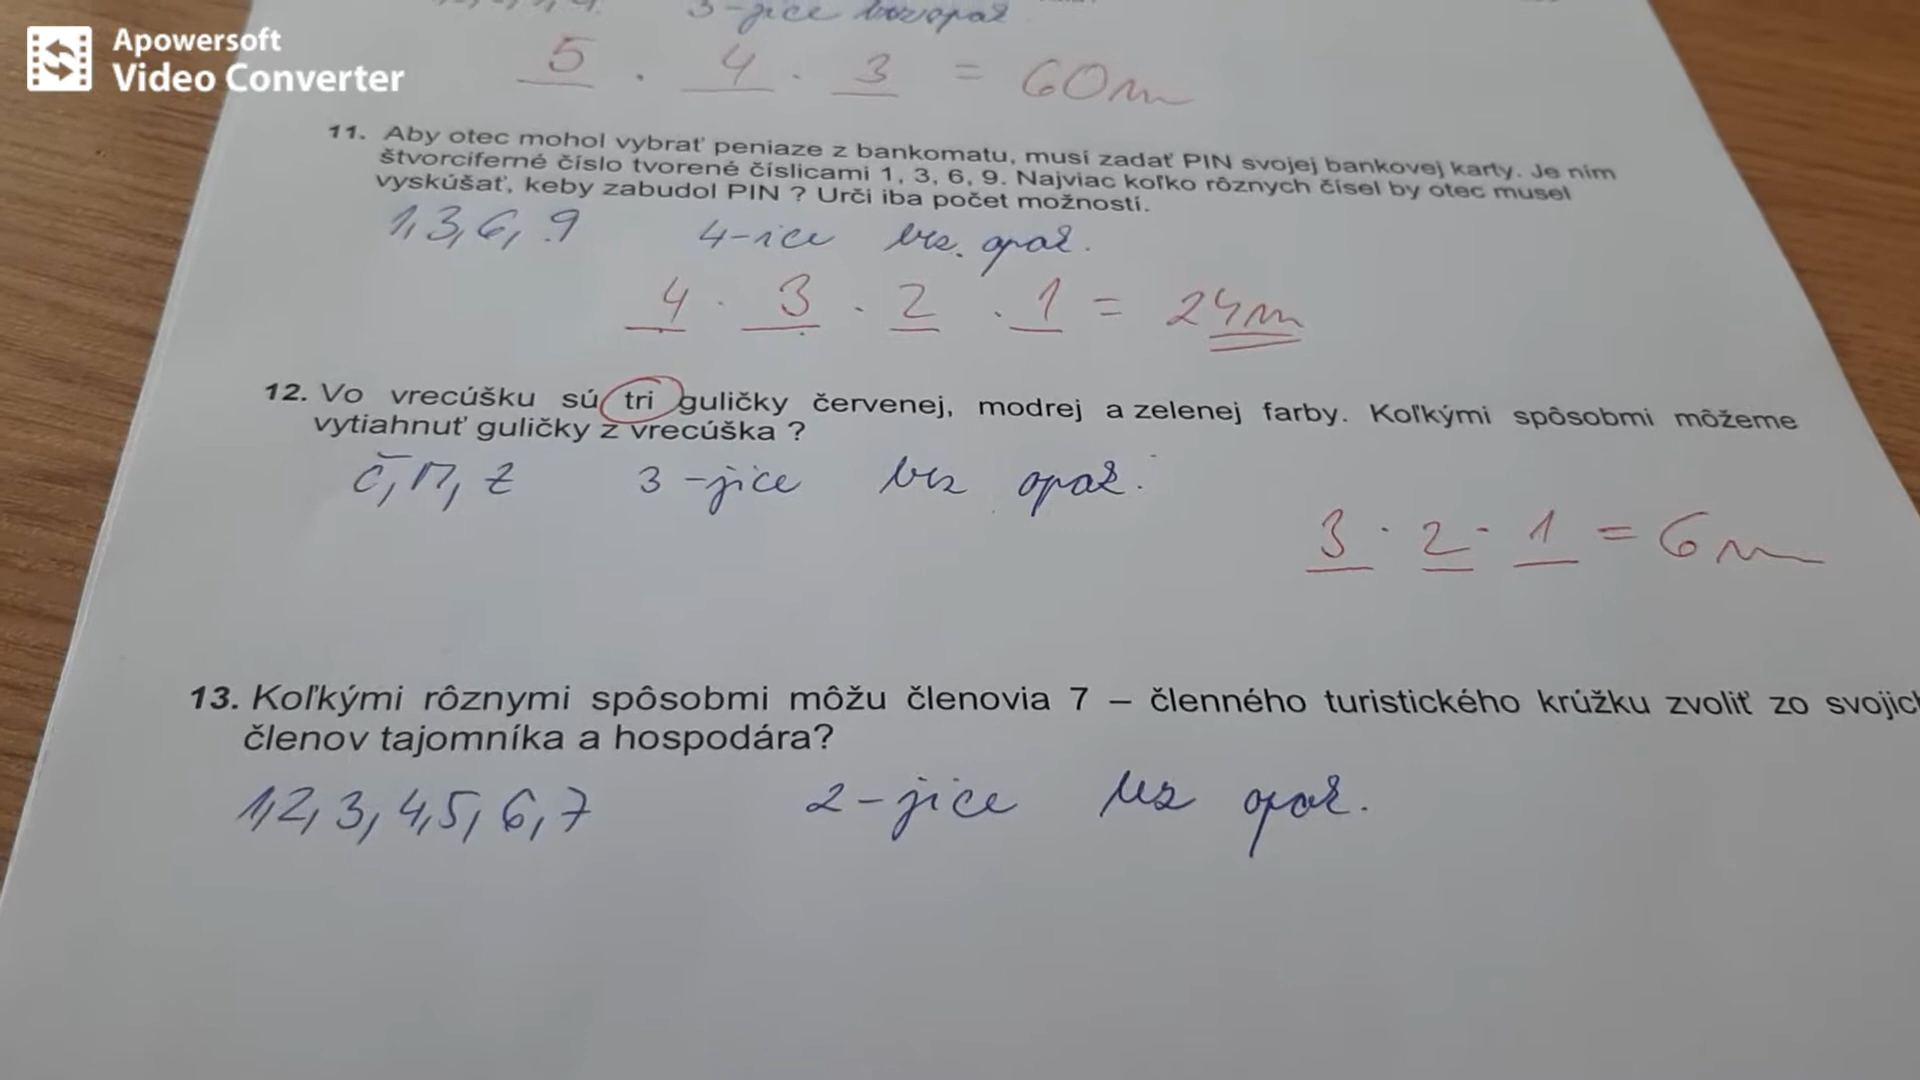 Apowersoft
Video Converter
3-jice bez opak
5 . 4 . 3 = 60m
11. Aby otec mohol vybrať peniaze z bankomatu, musí zadať PIN svojej bankovej karty. Je ním
štvorciferné číslo tvorené číslicami 1, 3, 6, 9. Najviac koľko rôznych čísel by otec musel
vyskúšať, keby zabudol PIN ? Urči iba počet možností.
1, 3, 6, 9 4-ice bez. opak.
4 . 3 . 2 . 1 = 24m
12. Vo vrecúšku sú tri guličky červenej, modrej a zelenej farby. Koľkými spôsobmi môžeme
vytiahnuť guličky z vrecúška ?
Č, M, Z 3-jice bez opak.
3 . 2 . 1 = 6m
13. Koľkými rôznymi spôsobmi môžu členovia 7 – členného turistického krúžku zvoliť zo svojich
členov tajomníka a hospodára?
1, 2, 3, 4, 5, 6, 7 2-jice bez opak.